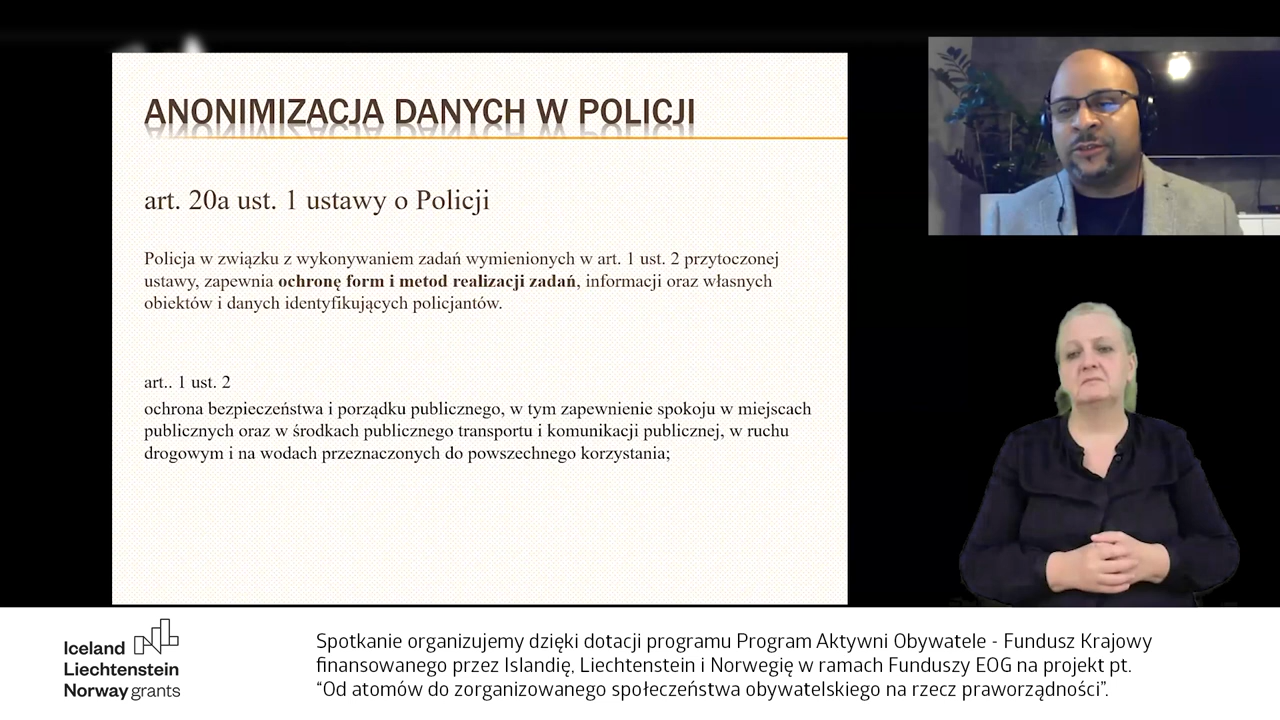 ANONIMIZACJA DANYCH W POLICJI
art. 20a ust. 1 ustawy o Policji
Policja w związku z wykonywaniem zadań wymienionych w art. 1 ust. 2 przytoczonej
ustawy, zapewnia ochronę form i metod realizacji zadań, informacji oraz własnych
obiektów i danych identyfikujących policjantów.
art.. 1 ust. 2
ochrona bezpieczeństwa i porządku publicznego, w tym zapewnienie spokoju w miejscach
publicznych oraz w środkach publicznego transportu i komunikacji publicznej, w ruchu
drogowym i na wodach przeznaczonych do powszechnego korzystania;
Iceland
Liechtenstein
Norway grants
Spotkanie organizujemy dzięki dotacji programu Program Aktywni Obywatele - Fundusz Krajowy
finansowanego przez Islandię, Liechtenstein i Norwegię w ramach Funduszy EOG na projekt pt.
“Od atomów do zorganizowanego społeczeństwa obywatelskiego na rzecz praworządności”.